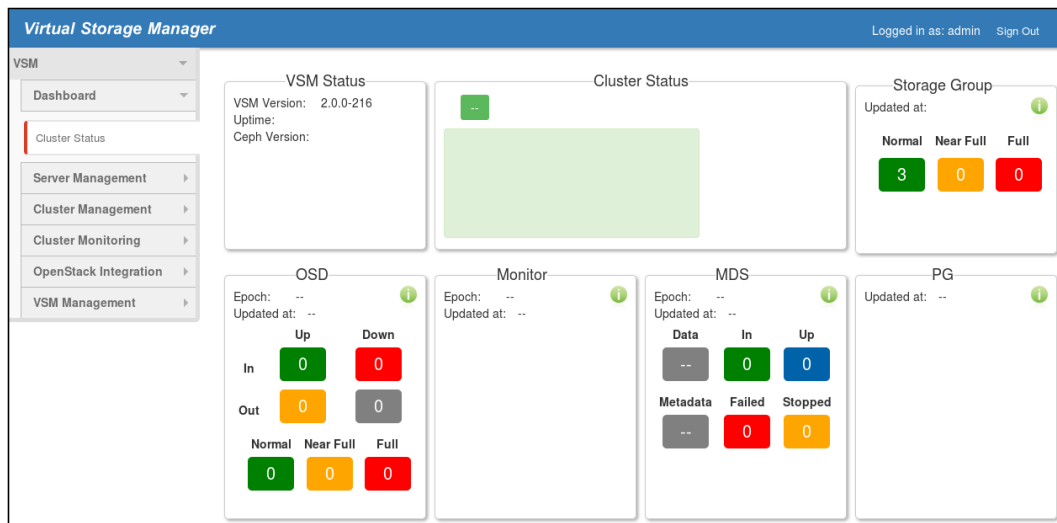 Virtual Storage Manager
Logged in as: admin Sign Out
VSM
Dashboard
Cluster Status
Server Management
Cluster Management
Cluster Monitoring
OpenStack Integration
VSM Management
VSM Status
VSM Version: 2.0.0-216
Uptime:
Ceph Version:
Cluster Status
--
Storage Group
Updated at:
Normal Near Full Full
3 0 0
OSD
Epoch: --
Updated at: --
Up Down
In 0 0
Out 0 0
Normal Near Full Full
0 0 0
Monitor
Epoch: --
Updated at: --
MDS
Epoch: --
Updated at: --
Data In Up
-- 0 0
Metadata Failed Stopped
-- 0 0
PG
Updated at: --